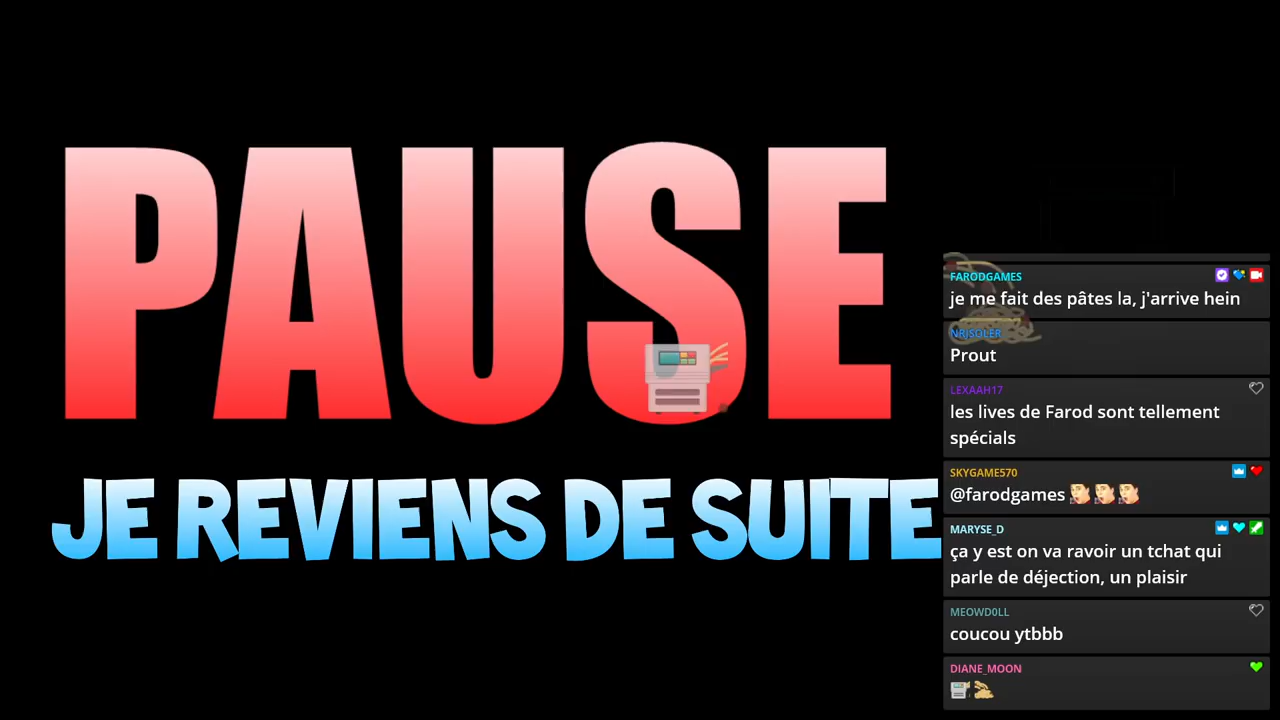 PAUSE
JE REVIENS DE SUITE
FARODGAMES
je me fait des pâtes la, j'arrive hein
NRJSOLER
Prout
LEXAAH17
les lives de Farod sont tellement
spécials
SKYGAME570
@farodgames
MARYSE_D
ça y est on va ravoir un tchat qui
parle de déjection, un plaisir
MEOWD0LL
coucou ytbbb
DIANE_MOON